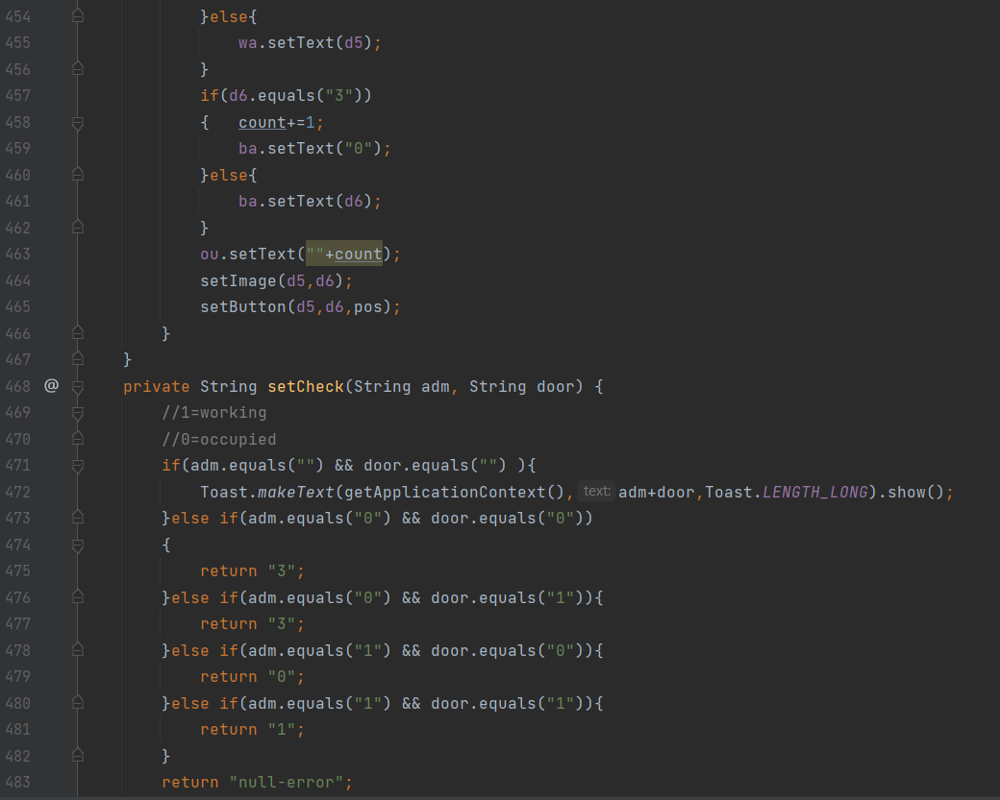 454 }else{
455 wa.setText(d5);
456 }
457 if(d6.equals("3"))
458 { count+=1;
459 ba.setText("0");
460 }else{
461 ba.setText(d6);
462 }
463 ou.setText(""+count);
464 setImage(d5,d6);
465 setButton(d5,d6,pos);
466 }
467 }
468 @ private String setCheck(String adm, String door) {
469 //1=working
470 //0=occupied
471 if(adm.equals("") && door.equals("") ){
472 Toast.makeText(getApplicationContext(), text: adm+door,Toast.LENGTH_LONG).show();
473 }else if(adm.equals("0") && door.equals("0"))
474 {
475 return "3";
476 }else if(adm.equals("0") && door.equals("1")){
477 return "3";
478 }else if(adm.equals("1") && door.equals("0")){
479 return "0";
480 }else if(adm.equals("1") && door.equals("1")){
481 return "1";
482 }
483 return "null-error";